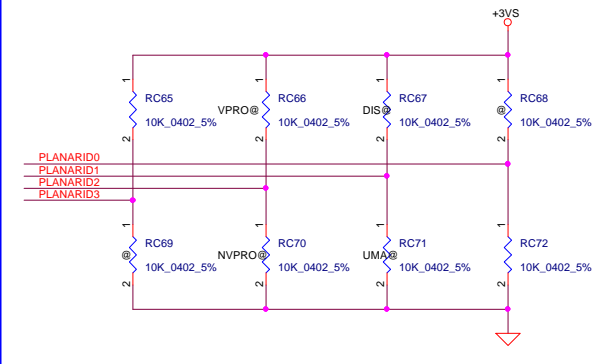 +3VS
1 1 1 1
RC65 RC66 RC67 RC68
VPRO@ DIS@ @
10K_0402_5% 10K_0402_5% 10K_0402_5% 10K_0402_5%
2 2 2 2
PLANARID0
PLANARID1
PLANARID2
PLANARID3
1 1 1 1
RC69 RC70 RC71 RC72
@ NVPRO@ UMA@
10K_0402_5% 10K_0402_5% 10K_0402_5% 10K_0402_5%
2 2 2 2